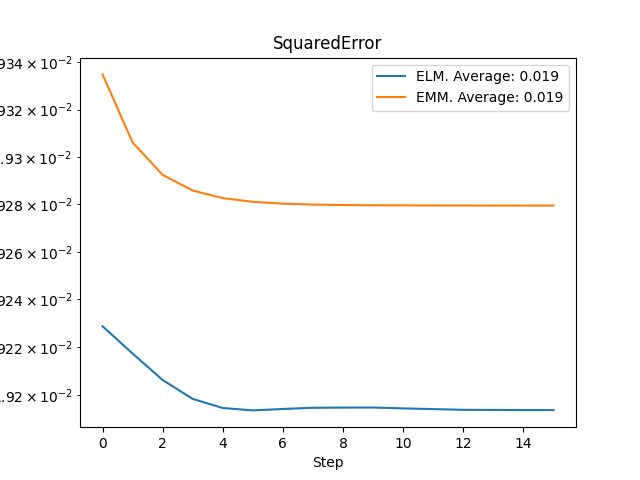 SquaredError
ELM. Average: 0.019
EMM. Average: 0.019
934 × 10⁻²
932 × 10⁻²
.93 × 10⁻²
928 × 10⁻²
926 × 10⁻²
924 × 10⁻²
922 × 10⁻²
.92 × 10⁻²
0 2 4 6 8 10 12 14
Step